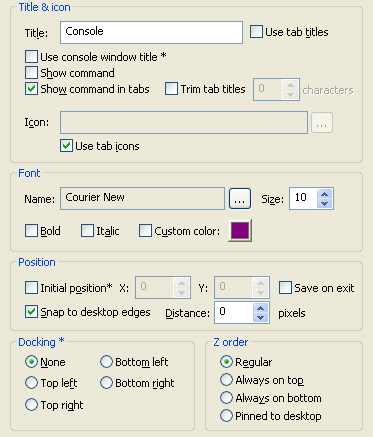 Title & icon
Title: Console Use tab titles
Use console window title *
Show command
Show command in tabs Trim tab titles 0 characters
Icon: ...
Use tab icons
Font
Name: Courier New ... Size: 10
Bold Italic Custom color:
Position
Initial position* X: 0 Y: 0 Save on exit
Snap to desktop edges Distance: 0 pixels
Docking * Z order
None Bottom left Regular
Top left Bottom right Always on top
Top right Always on bottom
Pinned to desktop